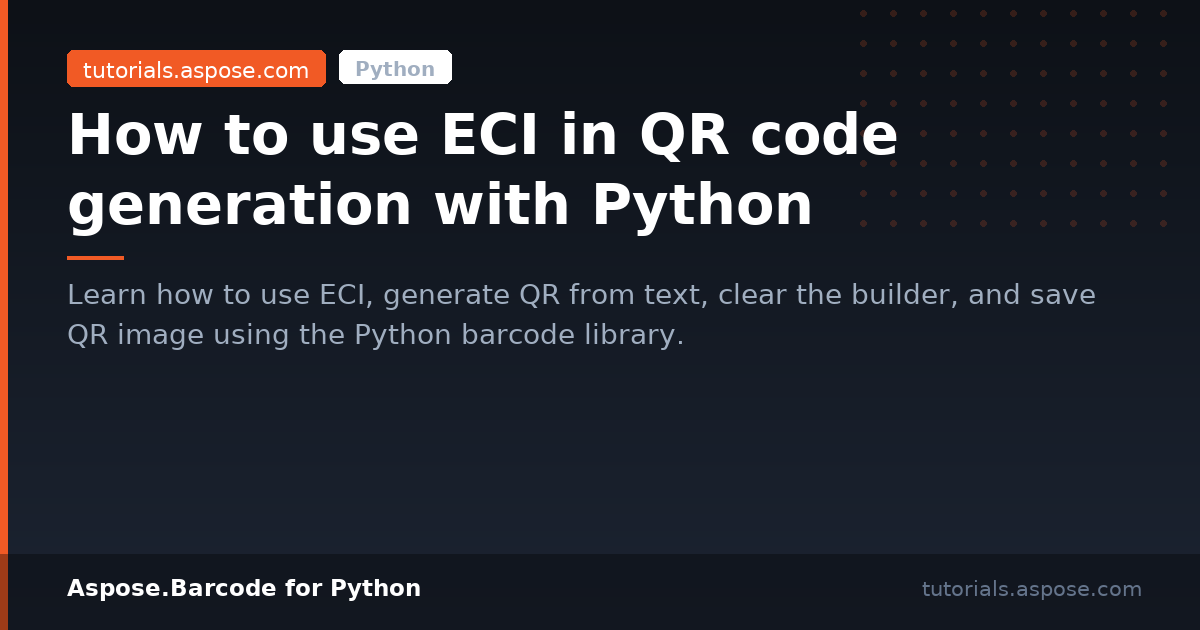 tutorials.aspose.com
Python
How to use ECI in QR code
generation with Python
Learn how to use ECI, generate QR from text, clear the builder, and save
QR image using the Python barcode library.
Aspose.Barcode for Python
tutorials.aspose.com